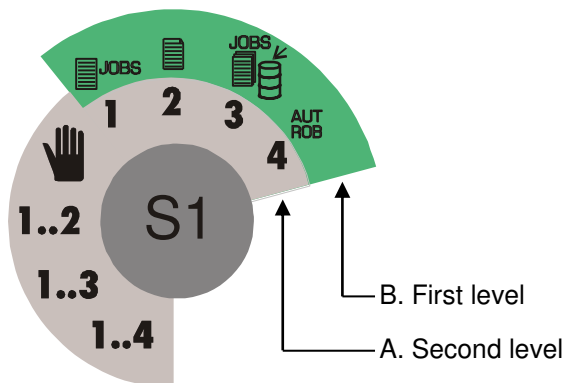 JOBS
JOBS
1
2
3
AUT
ROB
4
1..2
S1
1..3
1..4
B. First level
A. Second level